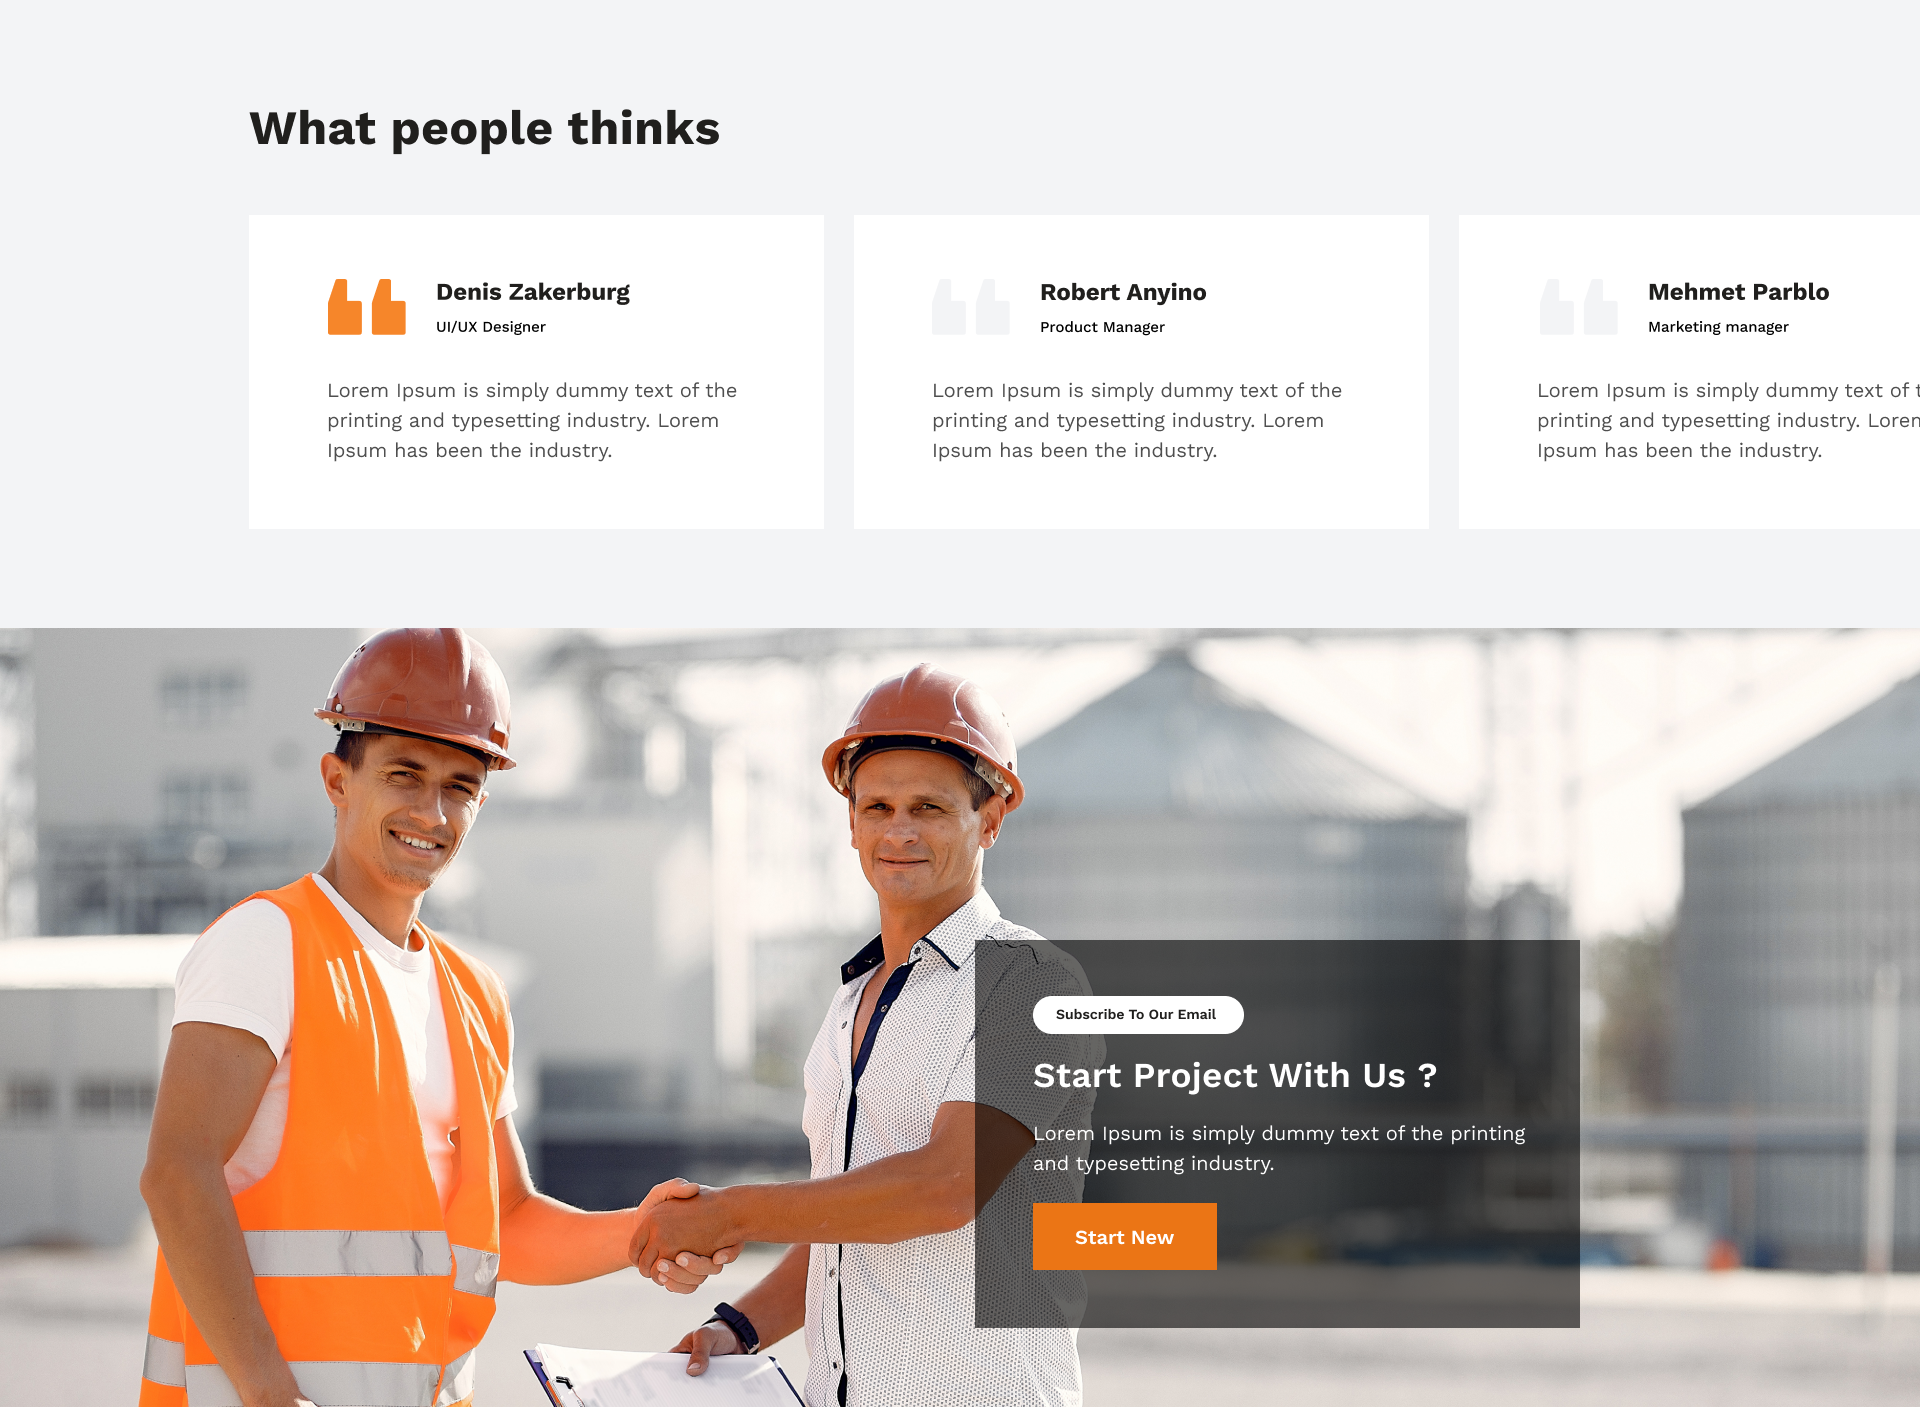 What people thinks
Denis Zakerburg
UI/UX Designer
Lorem Ipsum is simply dummy text of the
printing and typesetting industry. Lorem
Ipsum has been the industry.
Robert Anyino
Product Manager
Lorem Ipsum is simply dummy text of the
printing and typesetting industry. Lorem
Ipsum has been the industry.
Mehmet Parblo
Marketing manager
Lorem Ipsum is simply dummy text of
printing and typesetting industry.
Ipsum has been the industry.
Subscribe To Our Email
Start Project With Us ?
Lorem Ipsum is simply dummy text of the printing
and typesetting industry.
Start New